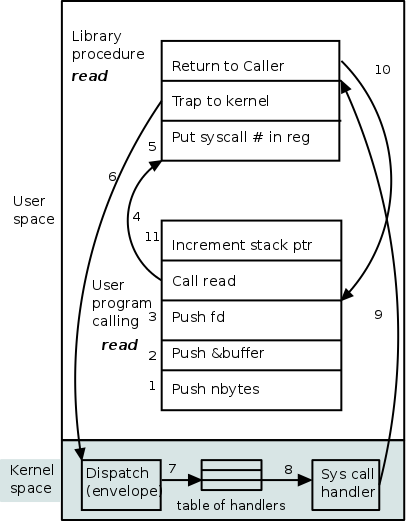 Library
procedure
read
Return to Caller
10
Trap to kernel
Put syscall # in reg
5
6
User
space
4
11
Increment stack ptr
Call read
User
program
calling
read
3
Push fd
9
2
Push &buffer
1
Push nbytes
Kernel
space
Dispatch
(envelope)
7
8
Sys call
handler
table of handlers